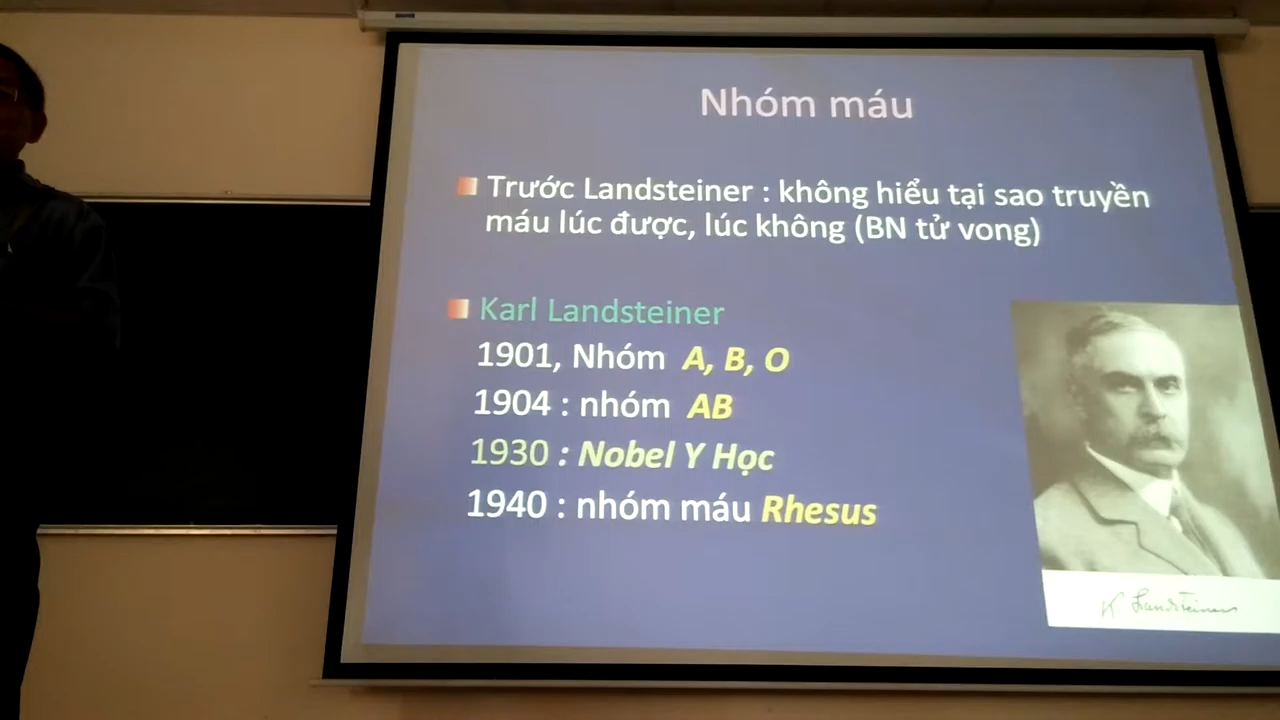 Nhóm máu
Trước Landsteiner : không hiểu tại sao truyền
máu lúc được, lúc không (BN tử vong)
Karl Landsteiner
1901, Nhóm A, B, O
1904 : nhóm AB
1930 : Nobel Y Học
1940 : nhóm máu Rhesus
K Landsteiner